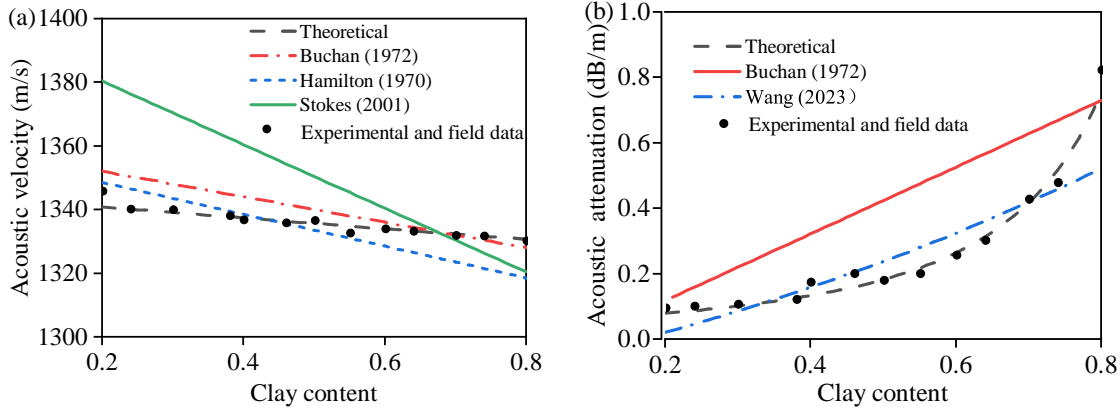 (a)
1400
1380
1360
1340
1320
1300
Acoustic velocity (m/s)
Theoretical
Buchan (1972)
Hamilton (1970)
Stokes (2001)
Experimental and field data
0.2
0.4
0.6
0.8
Clay content
(b)
1.0
0.8
0.6
0.4
0.2
0.0
Acoustic attenuation (dB/m)
Theoretical
Buchan (1972)
Wang (2023）
Experimental and field data
0.2
0.4
0.6
0.8
Clay content